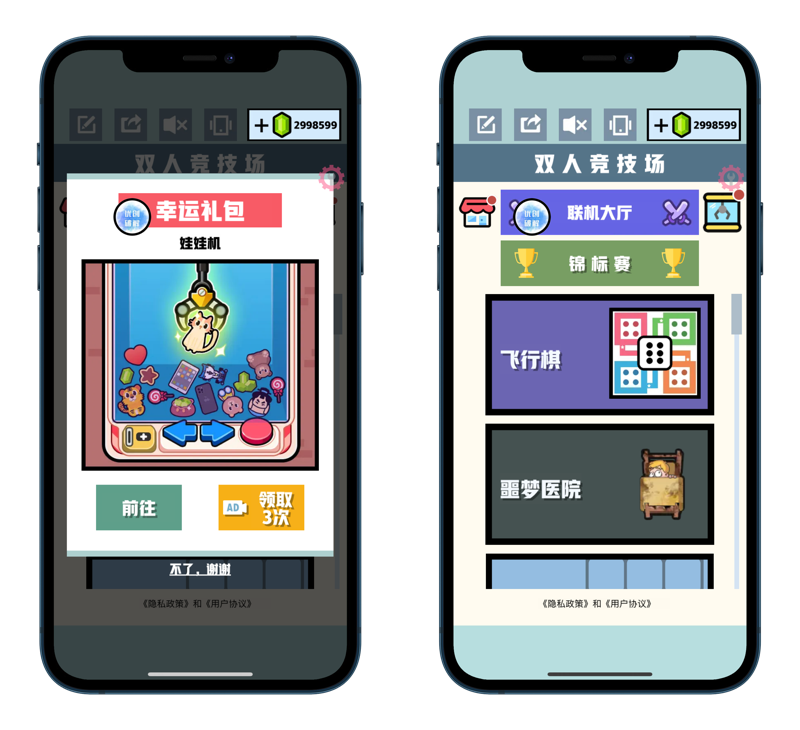 2998599
双人竞技场
幸运礼包
娃娃机
前往
AD
领取
3次
不了，谢谢
《隐私政策》和《用户协议》
2998599
双人竞技场
联机大厅
锦标赛
飞行棋
噩梦医院
《隐私政策》和《用户协议》